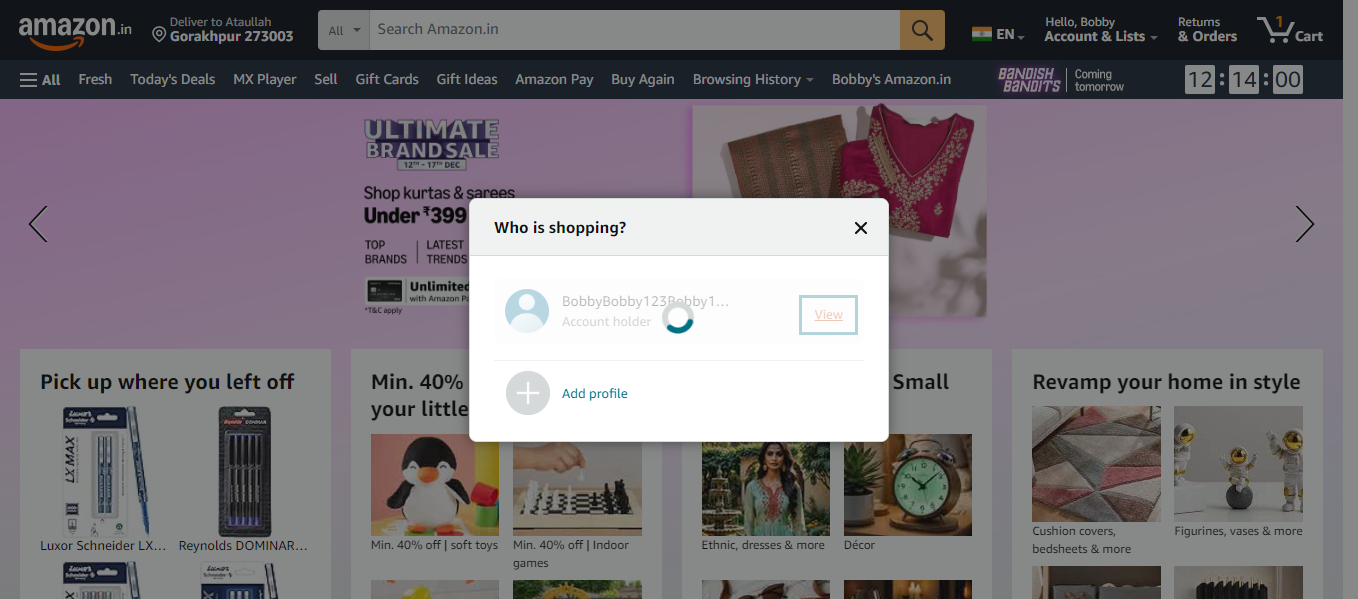 amazon.in
Deliver to Ataullah
Gorakhpur 273003
All
Search Amazon.in
EN
Hello, Bobby
Account & Lists
Returns
& Orders
1
Cart
All
Fresh
Today's Deals
MX Player
Sell
Gift Cards
Gift Ideas
Amazon Pay
Buy Again
Browsing History
Bobby's Amazon.in
BANDISH
BANDITS
Coming
tomorrow
12 : 14 : 00
ULTIMATE
BRAND SALE
12TH - 17TH DEC
Shop kurtas & sarees
Under ₹399
TOP
BRANDS
LATEST
TRENDS
Unlimited
with Amazon Pa
*T&C apply
Who is shopping?
BobbyBobby123Bobby1...
Account holder
View
Add profile
Pick up where you left off
Luxor Schneider LX...
Reynolds DOMINAR...
Min. 40%
your little
Min. 40% off | soft toys
Min. 40% off | Indoor
games
Small
Ethnic, dresses & more
Décor
Revamp your home in style
Cushion covers,
bedsheets & more
Figurines, vases & more